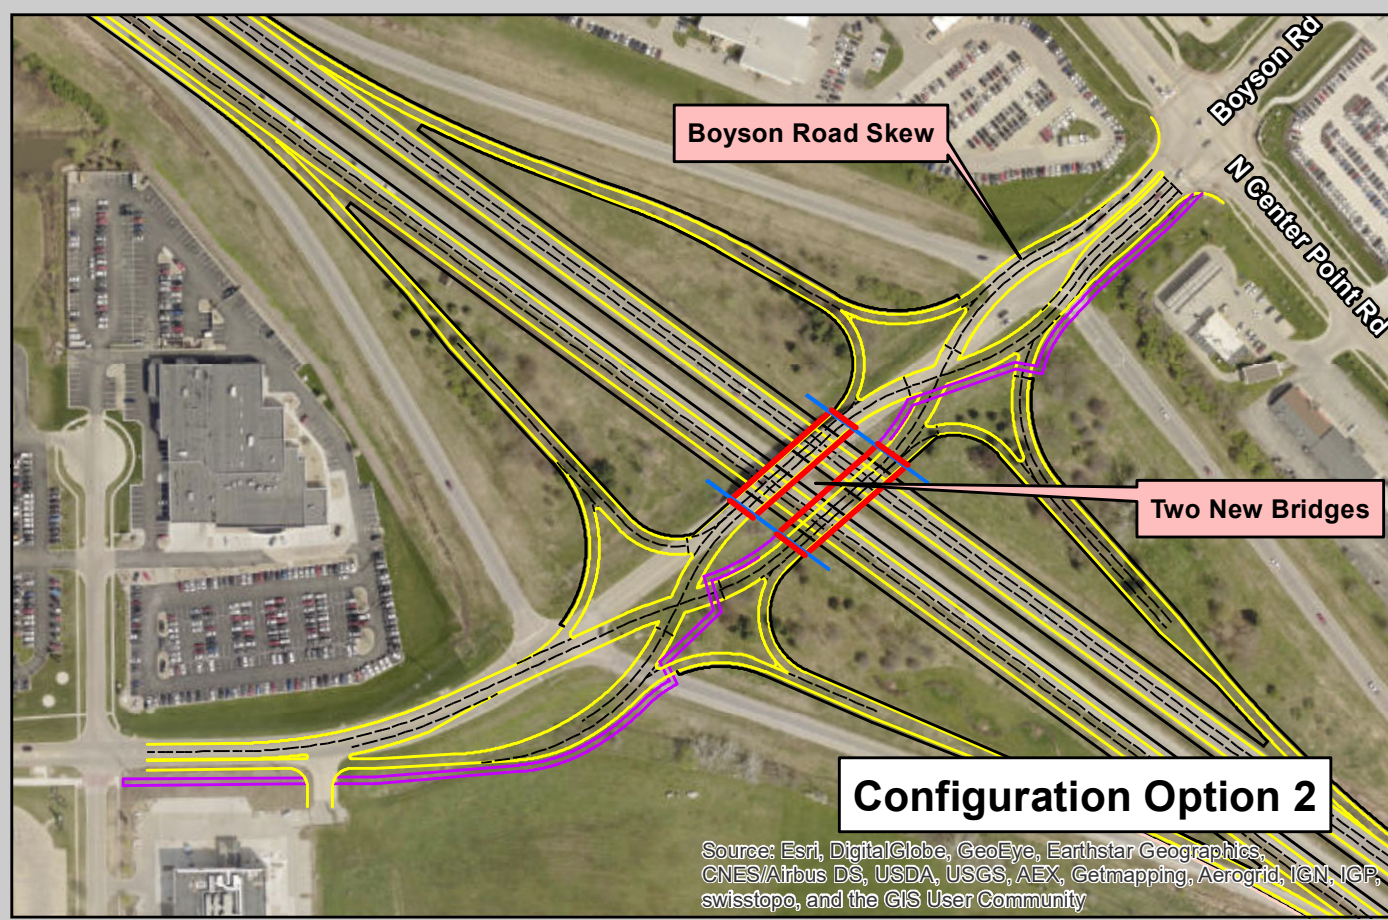 Boyson Rd
Boyson Road Skew
N Center Point Rd
Two New Bridges
Configuration Option 2
Source: Esri, DigitalGlobe, GeoEye, Earthstar Geographics,
CNES/Airbus DS, USDA, USGS, AEX, Getmapping, Aerogrid, IGN, IGP,
swisstopo, and the GIS User Community